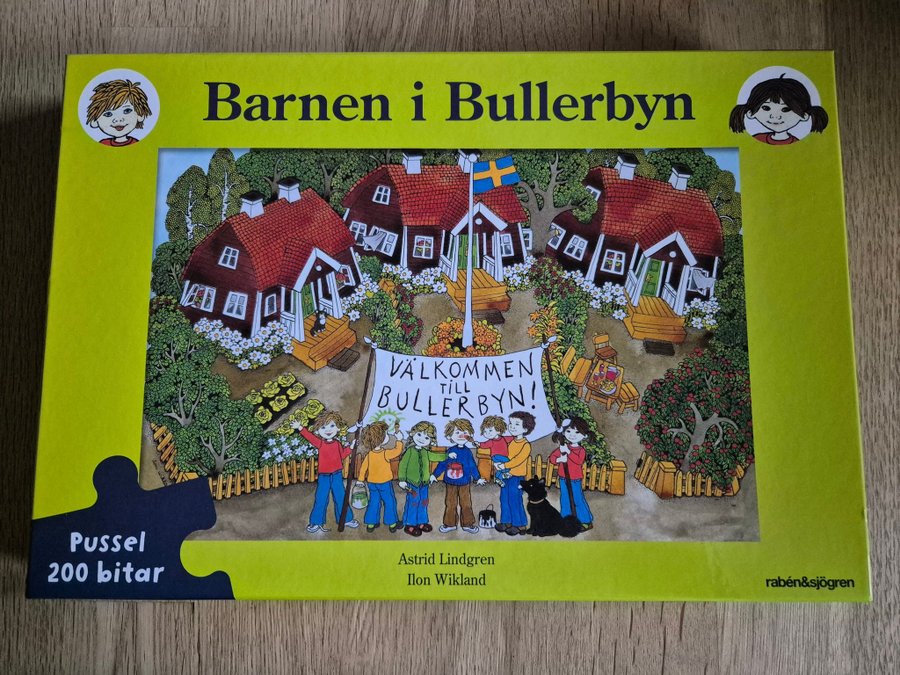 Barnen i Bullerbyn
VÄLKOMMEN
TILL
BULLERBYN!
Pussel
200 bitar
Astrid Lindgren
Ilon Wikland
rabén&sjögren